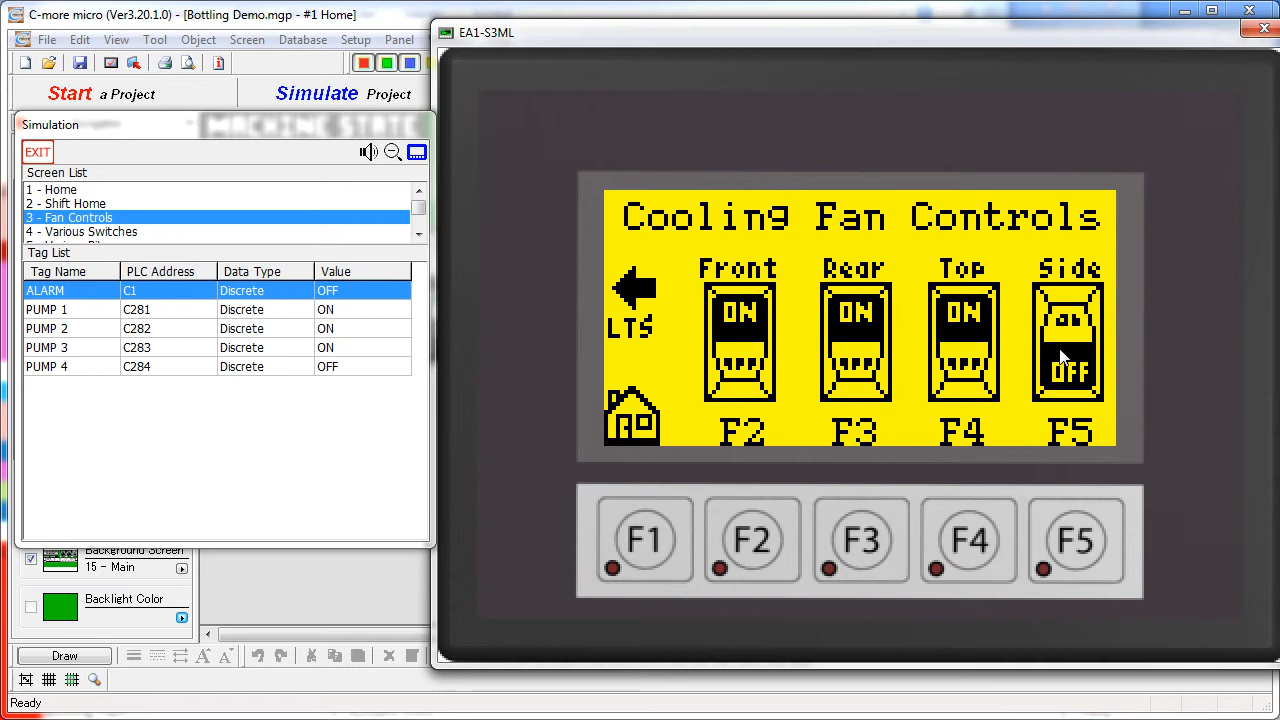 C-more micro (Ver3.20.1.0) - [Bottling Demo.mgp - #1 Home]
File Edit View Tool Object Screen Database Setup Panel
Start a Project
Simulate Project
MACHINE STATE
Simulation
EXIT
Screen List
1 - Home
2 - Shift Home
3 - Fan Controls
4 - Various Switches
Tag List
Tag Name PLC Address Data Type Value
ALARM C1 Discrete OFF
PUMP 1 C281 Discrete ON
PUMP 2 C282 Discrete ON
PUMP 3 C283 Discrete ON
PUMP 4 C284 Discrete OFF
Background Screen
15 - Main
Backlight Color
Draw
Ready
EA1-S3ML
Cooling Fan Controls
Front Rear Top Side
ON ON ON ON
OFF
LTS
F2 F3 F4 F5
F1 F2 F3 F4 F5